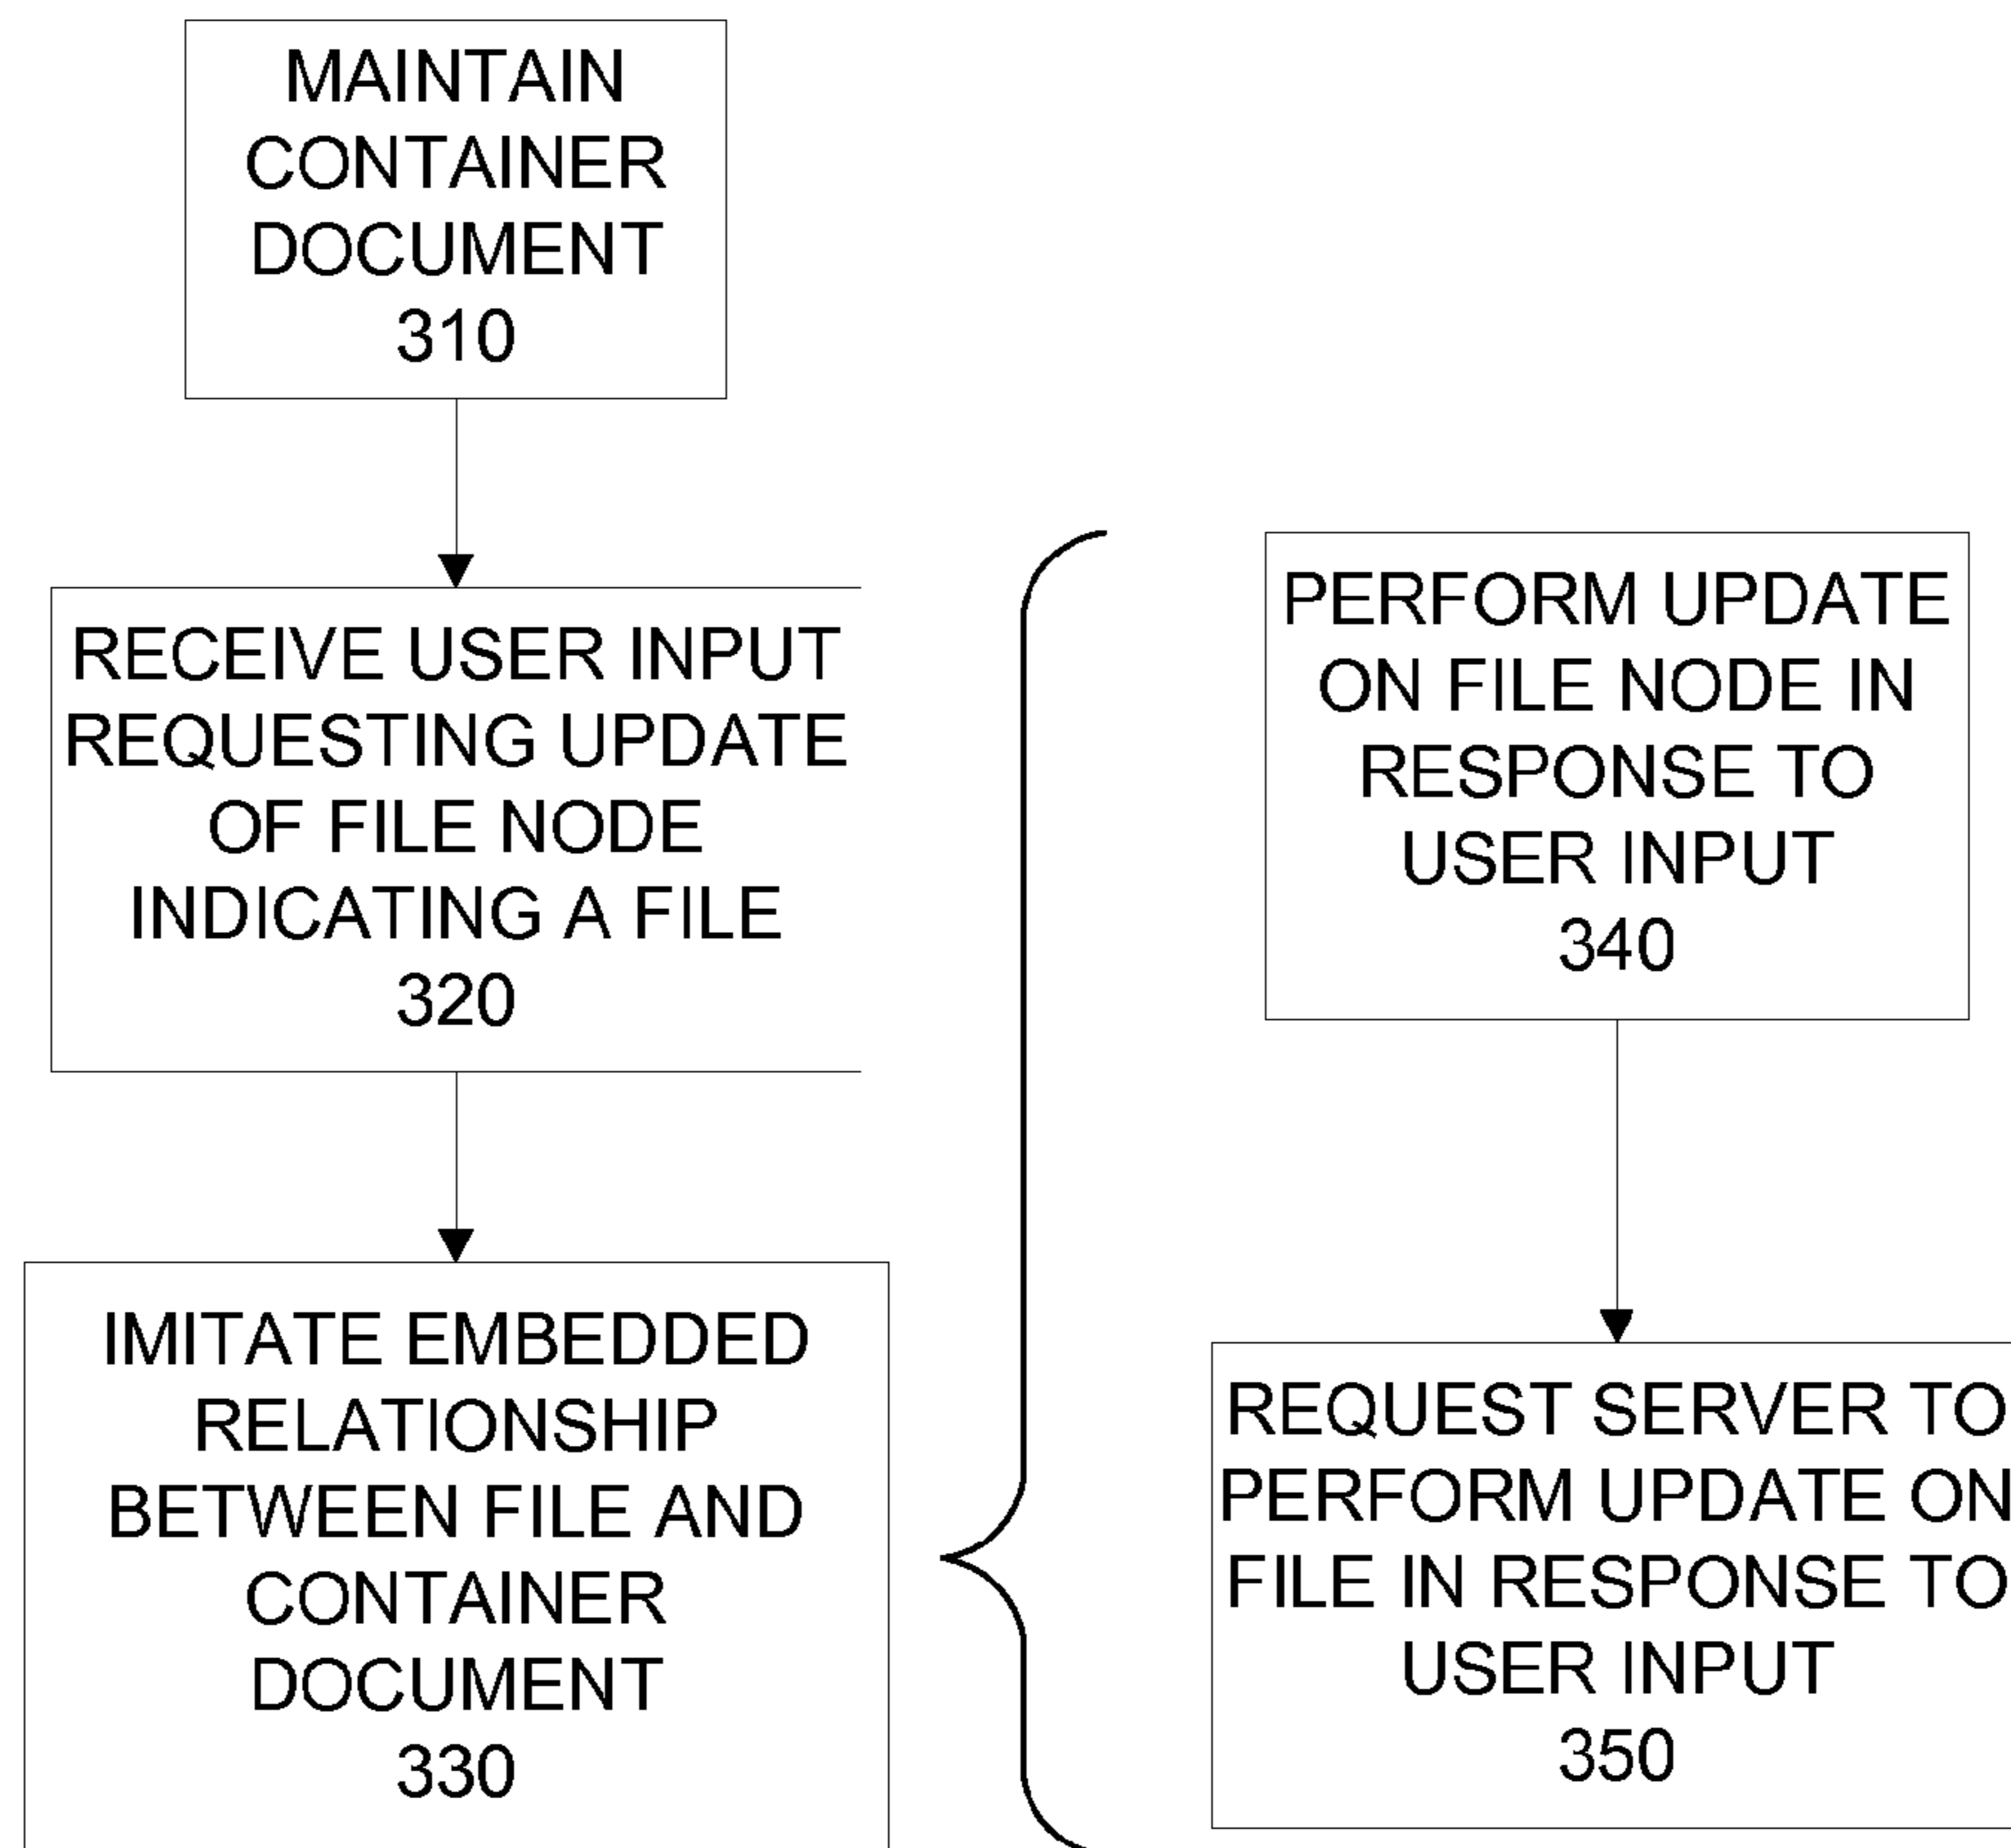 MAINTAIN
CONTAINER
DOCUMENT
310
RECEIVE USER INPUT
REQUESTING UPDATE
OF FILE NODE
INDICATING A FILE
320
IMITATE EMBEDDED
RELATIONSHIP
BETWEEN FILE AND
CONTAINER
DOCUMENT
330
PERFORM UPDATE
ON FILE NODE IN
RESPONSE TO
USER INPUT
340
REQUEST SERVER TO
PERFORM UPDATE ON
FILE IN RESPONSE TO
USER INPUT
350